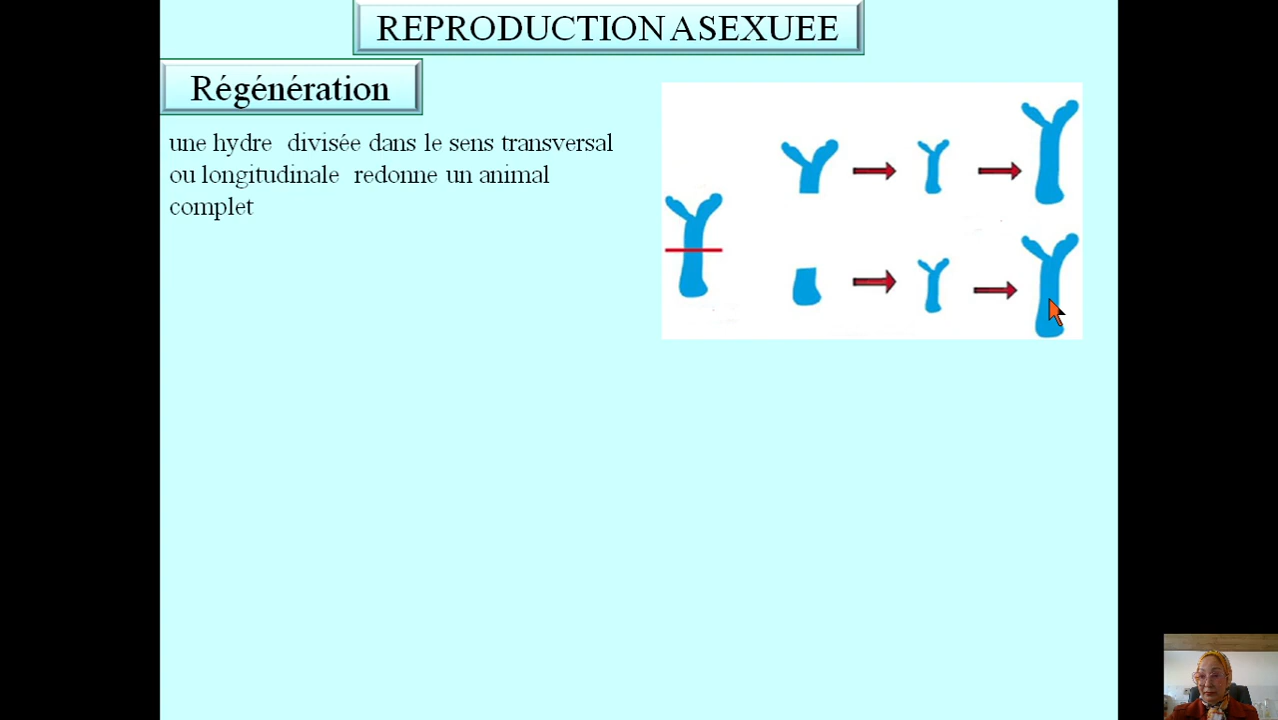 REPRODUCTION ASEXUEE
Régénération
une hydre divisée dans le sens transversal
ou longitudinale redonne un animal
complet